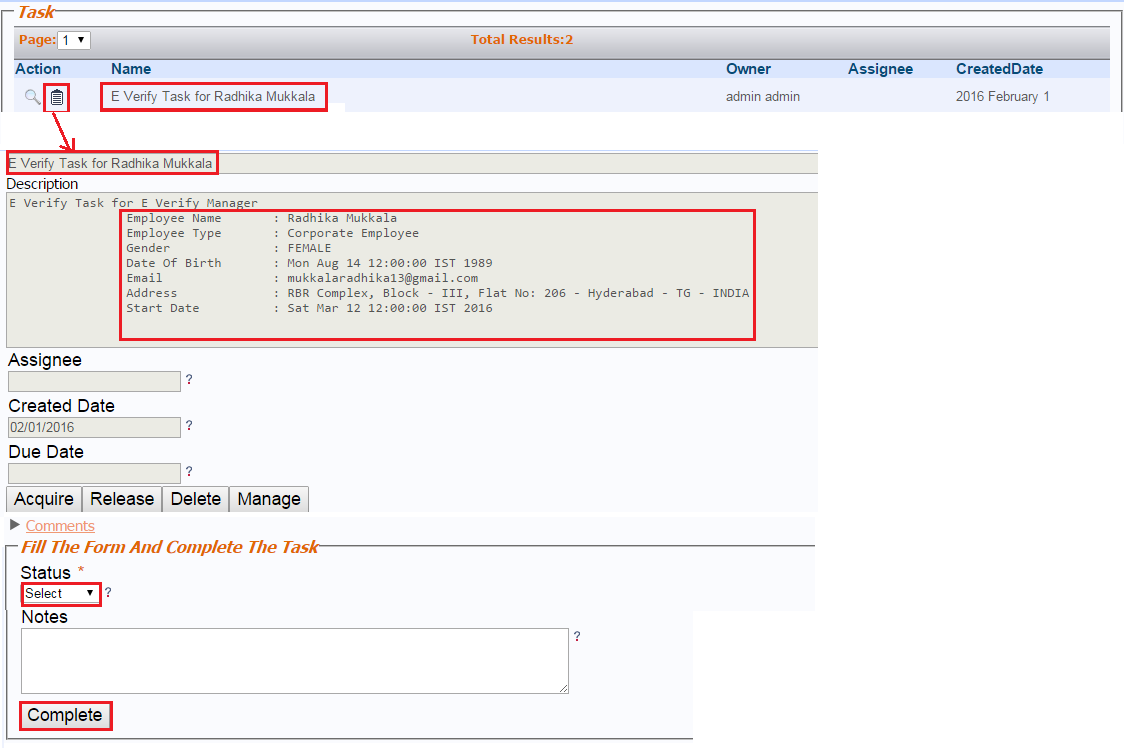 Task
Page: 1 ▼ Total Results:2
Action Name Owner Assignee CreatedDate
E Verify Task for Radhika Mukkala admin admin 2016 February 1
E Verify Task for Radhika Mukkala
Description
E Verify Task for E Verify Manager
Employee Name : Radhika Mukkala
Employee Type : Corporate Employee
Gender : FEMALE
Date Of Birth : Mon Aug 14 12:00:00 IST 1989
Email : mukkalaradhika13@gmail.com
Address : RBR Complex, Block - III, Flat No: 206 - Hyderabad - TG - INDIA
Start Date : Sat Mar 12 12:00:00 IST 2016
Assignee
?
Created Date
02/01/2016 ?
Due Date
?
Acquire Release Delete Manage
Comments
Fill The Form And Complete The Task
Status *
Select ▼ ?
Notes
?
Complete